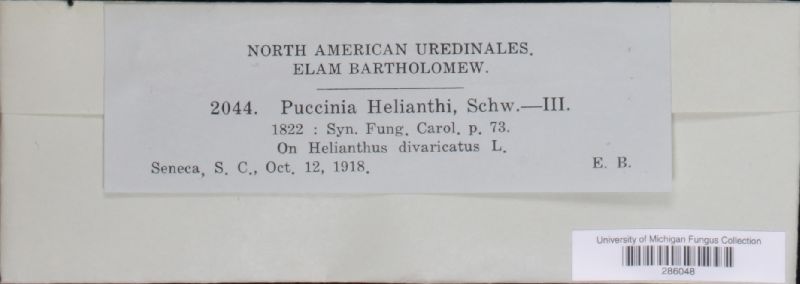 NORTH AMERICAN UREDINALES.
ELAM BARTHOLOMEW.
2044. Puccinia Helianthi, Schw.—III.
1822 : Syn. Fung. Carol. p. 73.
On Helianthus divaricatus L.
Seneca, S. C., Oct. 12, 1918. E. B.
University of Michigan Fungus Collection
286048